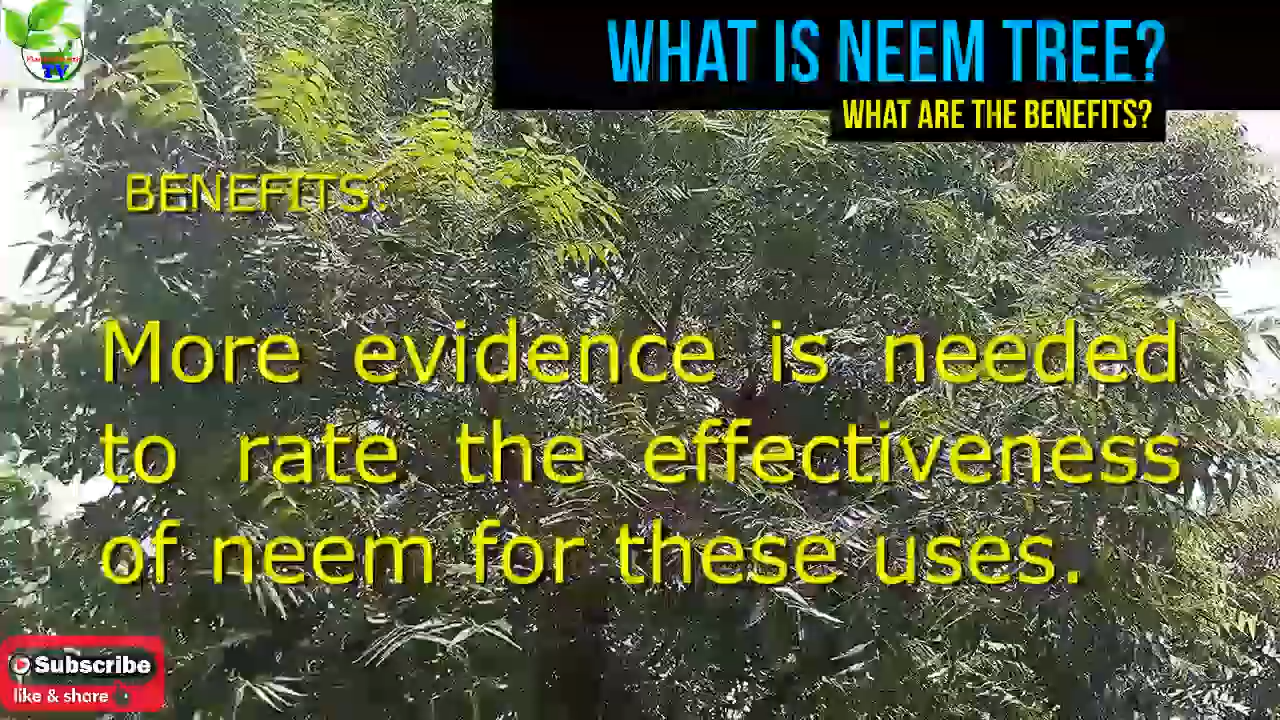 WHAT IS NEEM TREE?
WHAT ARE THE BENEFITS?
TV
BENEFITS:
More evidence is needed
to rate the effectiveness
of neem for these uses.
Subscribe
like & share